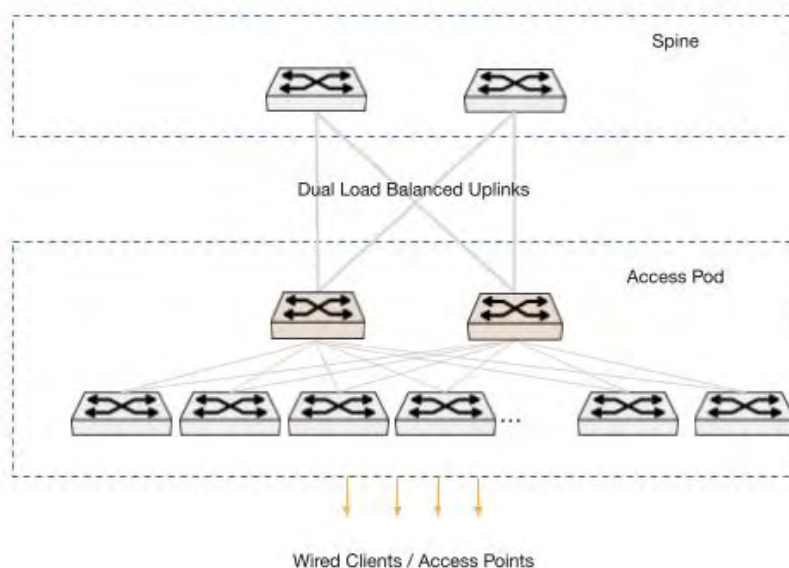 Spine
Dual Load Balanced Uplinks
Access Pod
...
Wired Clients / Access Points